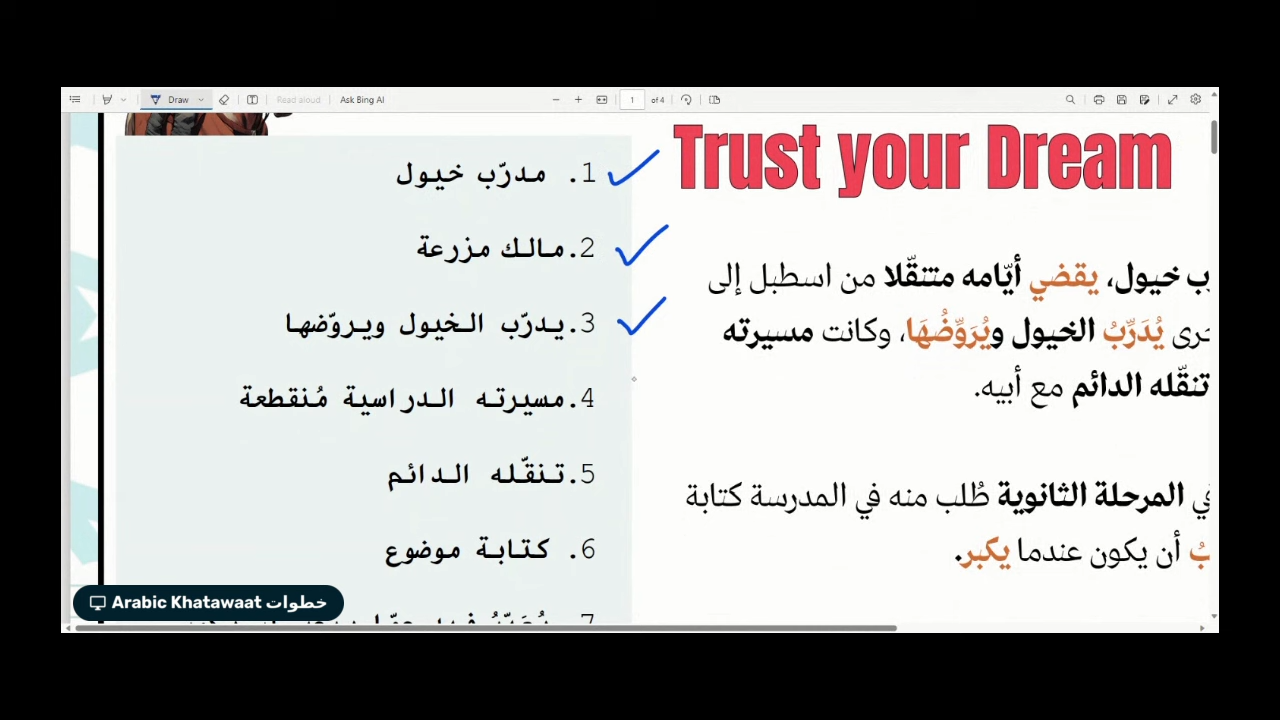 Draw
Read aloud
Ask Bing AI
1
of 4
1. مدرّب خيول
2.مالك مزرعة
3.يدرّب الخيول ويروّضها
4.مسيرته الدراسية مُنقطعة
5.تنقّله الدائم
6. كتابة موضوع
Trust your Dream
خيول، يقضي أيّامه متنقّلا من اسطبل إلى
يُدَرِّبُ الخيول ويُرَوِّضُهَا، وكانت مسيرته
تنقّله الدائم مع أبيه.
المرحلة الثانوية طُلب منه في المدرسة كتابة
أن يكون عندما يكبر.
Arabic Khatawaat خطوات